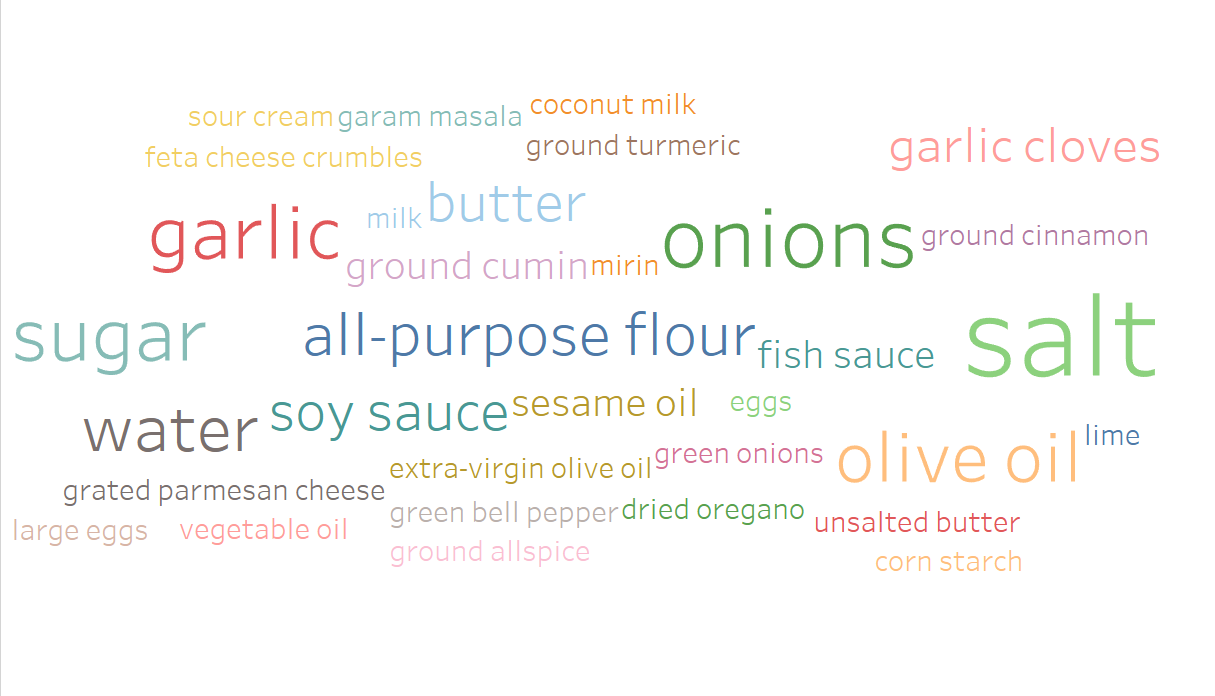 coconut milk
sour cream
garam masala
garlic cloves
ground turmeric
feta cheese crumbles
butter
milk
garlic
onions
ground cinnamon
ground cumin
mirin
sugar
all-purpose flour
salt
fish sauce
eggs
sesame oil
soy sauce
water
lime
olive oil
green onions
extra-virgin olive oil
grated parmesan cheese
green bell pepper
dried oregano
unsalted butter
large eggs
vegetable oil
ground allspice
corn starch